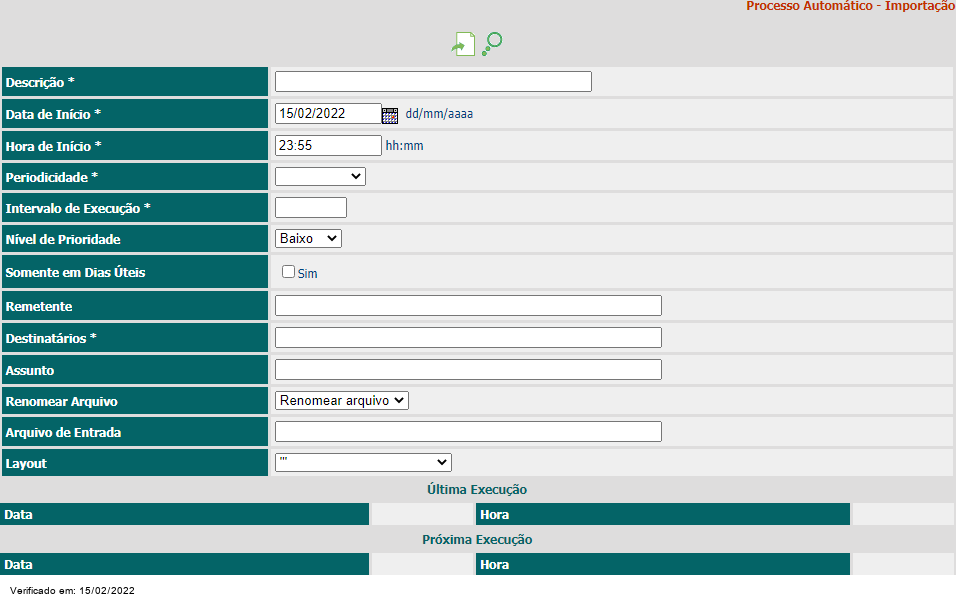 Processo Automático - Importação
Descrição *
Data de Início * 15/02/2022 dd/mm/aaaa
Hora de Início * 23:55 hh:mm
Periodicidade *
Intervalo de Execução *
Nível de Prioridade Baixo
Somente em Dias Úteis Sim
Remetente
Destinatários *
Assunto
Renomear Arquivo Renomear arquivo
Arquivo de Entrada
Layout '''
Última Execução
Data Hora
Próxima Execução
Data Hora
Verificado em: 15/02/2022